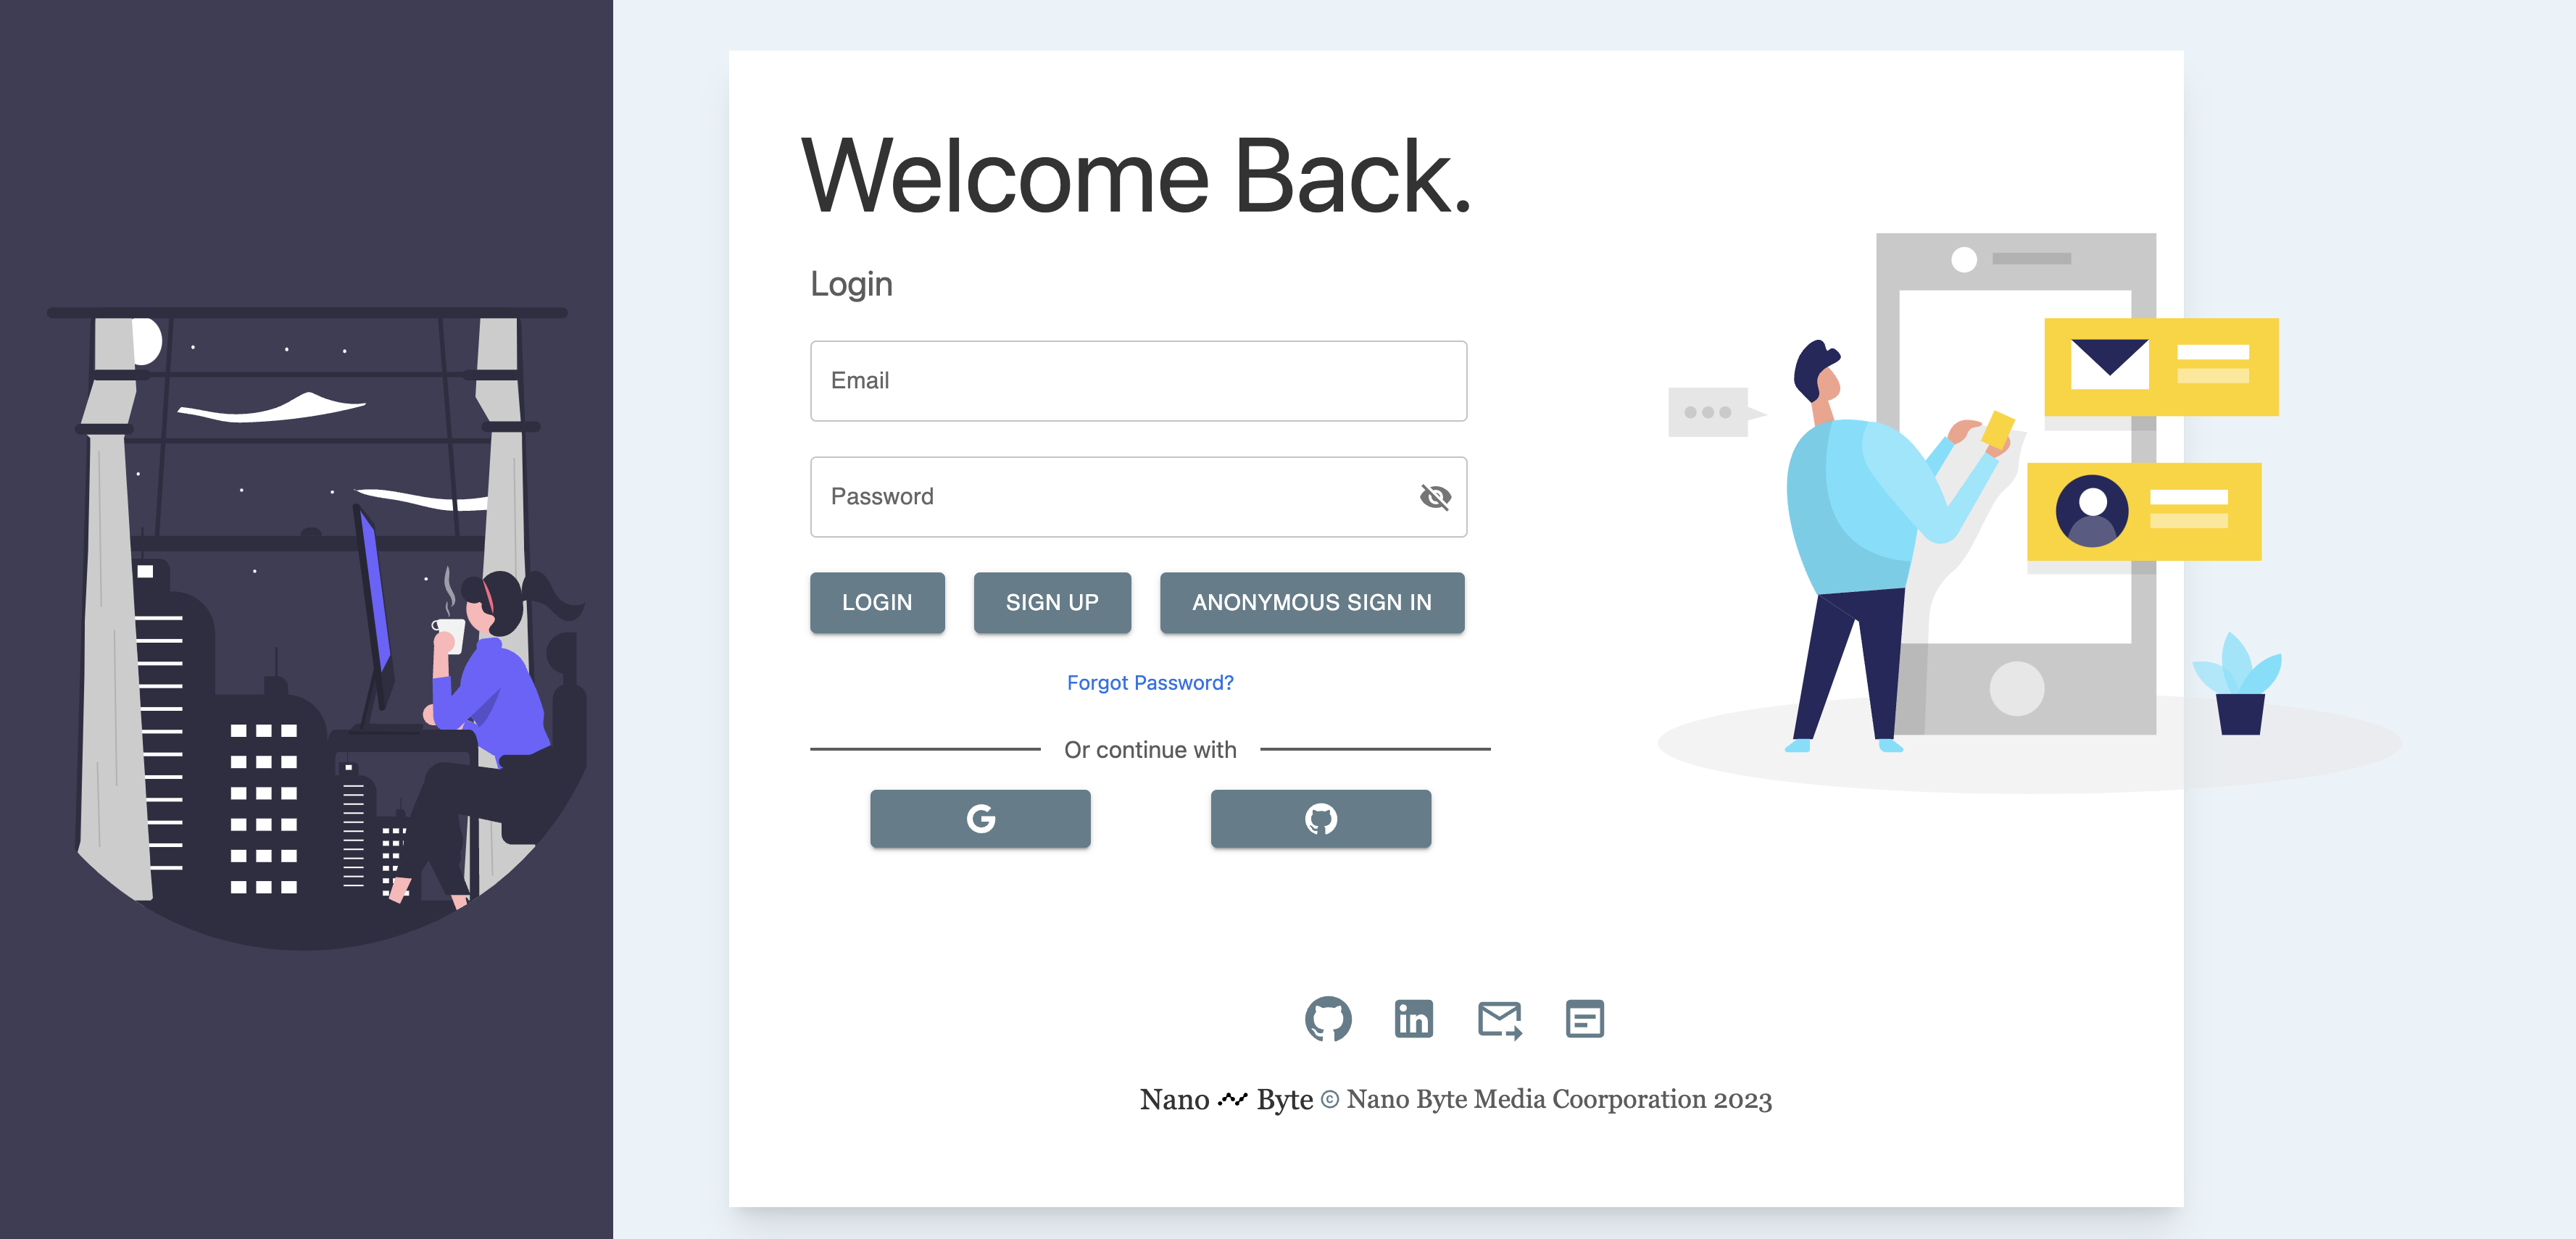 Welcome Back.
Login
Email
Password
LOGIN
SIGN UP
ANONYMOUS SIGN IN
Forgot Password?
Or continue with
Nano Byte © Nano Byte Media Coorporation 2023